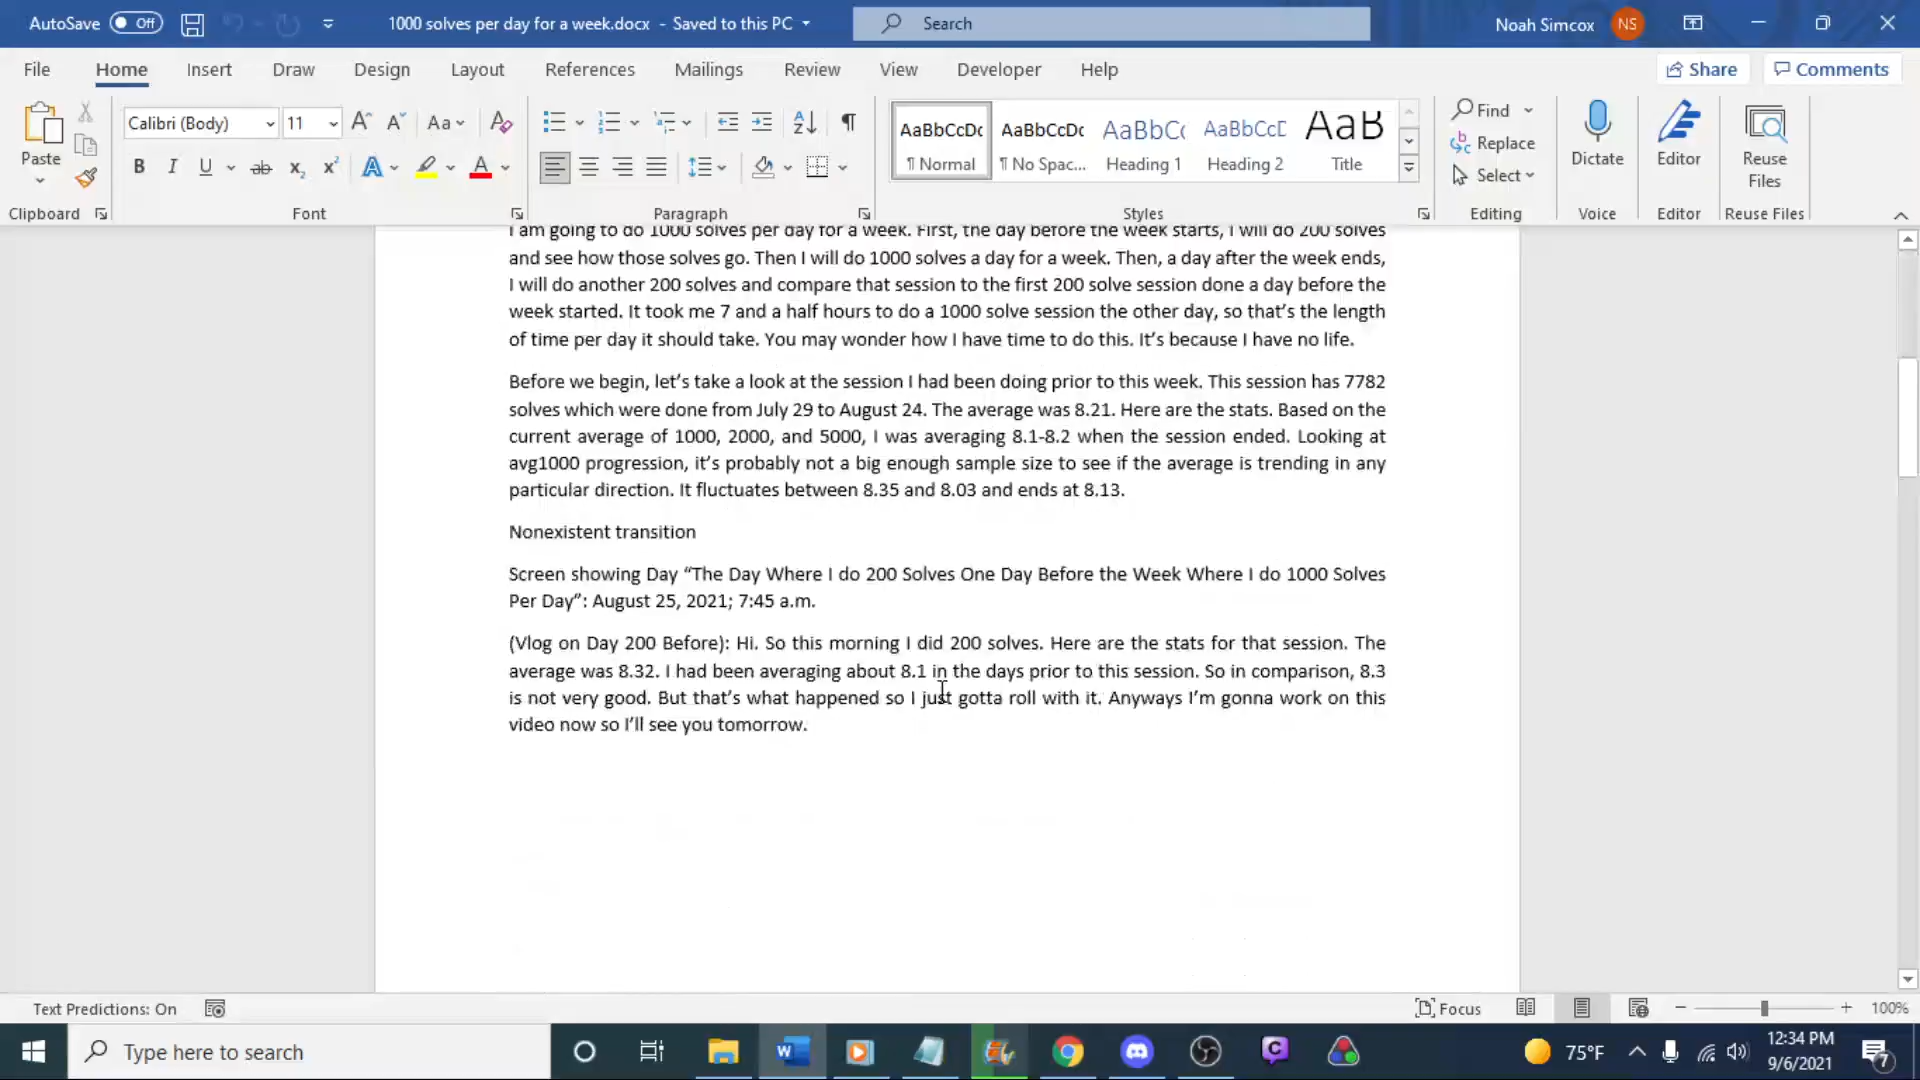 AutoSave Off 1000 solves per day for a week.docx - Saved to this PC Search Noah Simcox NS
File Home Insert Draw Design Layout References Mailings Review View Developer Help Share Comments
Paste Calibri (Body) 11 A A Aa A AaBbCcDc AaBbCcDc AaBbC AaBbCcD AaB Find Replace Select Dictate Editor Reuse Files
B I U ab x₂ x² A A ¶ Normal ¶ No Spac... Heading 1 Heading 2 Title
Clipboard Font Paragraph Styles Editing Voice Editor Reuse Files
I am going to do 1000 solves per day for a week. First, the day before the week starts, I will do 200 solves
and see how those solves go. Then I will do 1000 solves a day for a week. Then, a day after the week ends,
I will do another 200 solves and compare that session to the first 200 solve session done a day before the
week started. It took me 7 and a half hours to do a 1000 solve session the other day, so that’s the length
of time per day it should take. You may wonder how I have time to do this. It’s because I have no life.
Before we begin, let’s take a look at the session I had been doing prior to this week. This session has 7782
solves which were done from July 29 to August 24. The average was 8.21. Here are the stats. Based on the
current average of 1000, 2000, and 5000, I was averaging 8.1-8.2 when the session ended. Looking at
avg1000 progression, it’s probably not a big enough sample size to see if the average is trending in any
particular direction. It fluctuates between 8.35 and 8.03 and ends at 8.13.
Nonexistent transition
Screen showing Day “The Day Where I do 200 Solves One Day Before the Week Where I do 1000 Solves
Per Day”: August 25, 2021; 7:45 a.m.
(Vlog on Day 200 Before): Hi. So this morning I did 200 solves. Here are the stats for that session. The
average was 8.32. I had been averaging about 8.1 in the days prior to this session. So in comparison, 8.3
is not very good. But that’s what happened so I just gotta roll with it. Anyways I’m gonna work on this
video now so I’ll see you tomorrow.
Text Predictions: On Focus 100%
Type here to search 75°F 12:34 PM
9/6/2021 7